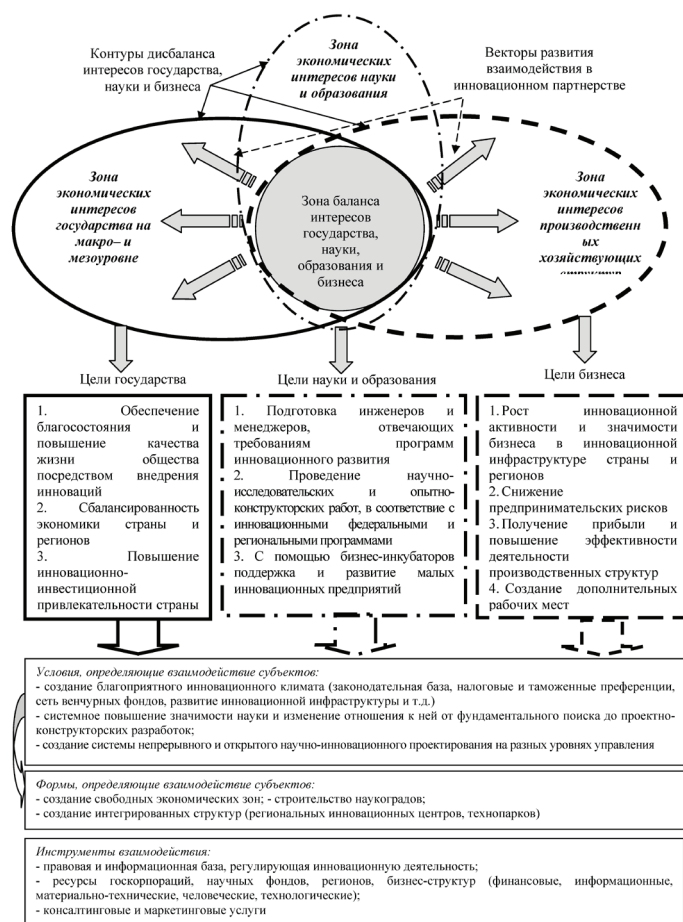 Контуры дисбаланса
интересов государства,
науки и бизнеса
Зона
экономических
интересов науки
и образования
Векторы развития
взаимодействия в
инновационном партнерстве
Зона
экономических
интересов
государства на
макро– и
мезоуровне
Зона баланса
интересов
государства,
науки,
образования и
бизнеса
Зона
экономических
интересов
производственн
ых
хозяйствующих
Цели государства
Цели науки и образования
Цели бизнеса
1. Обеспечение
благосостояния и
повышение качества
жизни общества
посредством внедрения
инноваций
2. Сбалансированность
экономики страны и
регионов
3. Повышение
инновационно-
инвестиционной
привлекательности страны
1. Подготовка инженеров и
менеджеров, отвечающих
требованиям программ
инновационного развития
2. Проведение научно-
исследовательских и опытно-
конструкторских работ, в соответствие с
инновационными федеральными и
региональными программами
3. С помощью бизнес-инкубаторов
поддержка и развитие малых
инновационных предприятий
1. Рост инновационной
активности и значимости
бизнеса в инновационной
инфраструктуре страны и
регионов
2. Снижение
предпринимательских рисков
3. Получение прибыли и
повышение эффективности
деятельности
производственных структур
4. Создание дополнительных
рабочих мест
Условия, определяющие взаимодействие субъектов:
- создание благоприятного инновационного климата (законодательная база, налоговые и таможенные преференции,
сеть венчурных фондов, развитие инновационной инфраструктуры и т.д.)
- системное повышение значимости науки и изменение отношения к ней от фундаментального поиска до проектно-
конструкторских разработок;
- создание системы непрерывного и открытого научно-инновационного проектирования на разных уровнях управления
Формы, определяющие взаимодействие субъектов:
- создание свободных экономических зон; - строительство наукоградов;
- создание интегрированных структур (региональных инновационных центров, технопарков)
Инструменты взаимодействия:
- правовая и информационная база, регулирующая инновационную деятельность;
- ресурсы госкорпораций, научных фондов, регионов, бизнес-структур (финансовые, информационные,
материально-технические, человеческие, технологические);
- консалтинговые и маркетинговые услуги